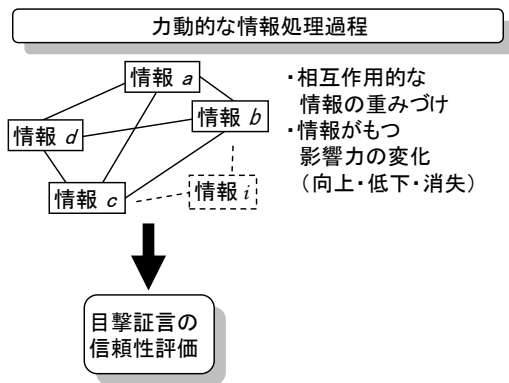 力動的な情報処理過程
情報 a
情報 b
情報 d
情報 c
情報 i
・相互作用的な
情報の重みづけ
・情報がもつ
影響力の変化
（向上・低下・消失）
目撃証言の
信頼性評価